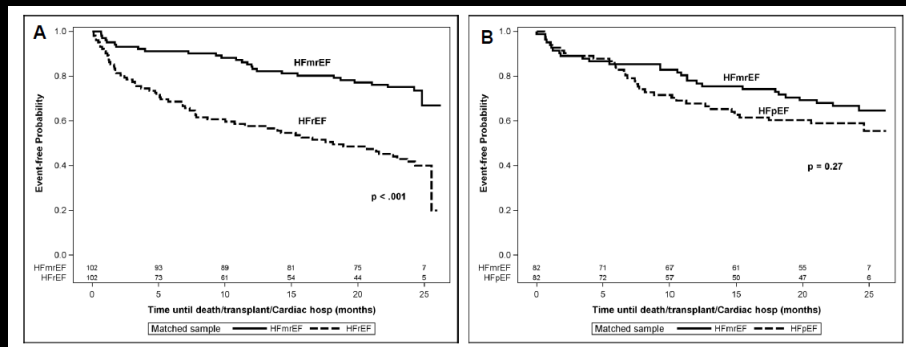 A
1.0
0.8
0.6
0.4
0.2
0.0
Event-free Probability
HFmrEF
HFrEF
p < .001
HFmrEF 102 93 89 81 75 7
HFrEF 102 73 61 54 44 5
0 5 10 15 20 25
Time until death/transplant/Cardiac hosp (months)
Matched sample HFmrEF HFrEF
B
1.0
0.8
0.6
0.4
0.2
0.0
Event-free Probability
HFmrEF
HFpEF
p = 0.27
HFmrEF 82 71 67 61 55 7
HFpEF 82 72 57 50 47 6
0 5 10 15 20 25
Time until death/transplant/Cardiac hosp (months)
Matched sample HFmrEF HFpEF